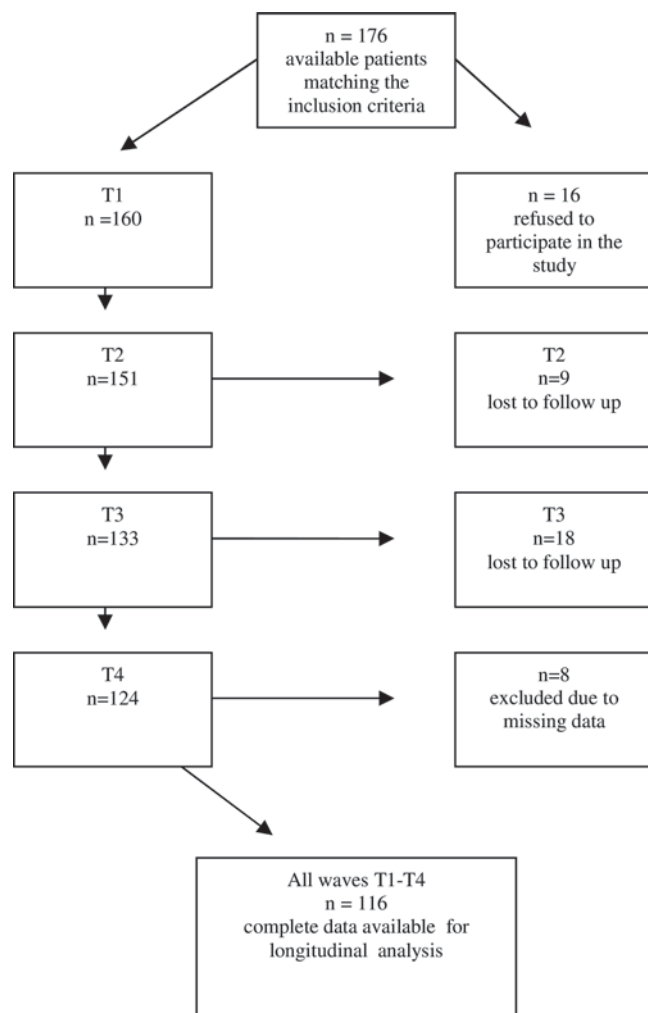 n = 176
available patients
matching the
inclusion criteria
T1
n =160
n = 16
refused to
participate in the
study
T2
n=151
T2
n=9
lost to follow up
T3
n=133
T3
n=18
lost to follow up
T4
n=124
n=8
excluded due to
missing data
All waves T1-T4
n = 116
complete data available for
longitudinal analysis